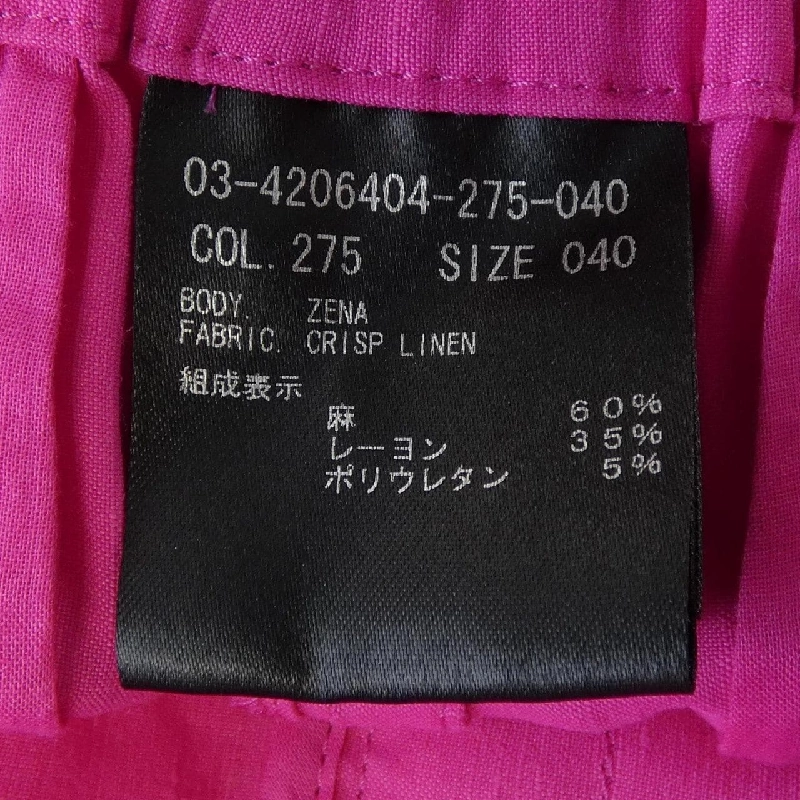 03-4206404-275-040
COL. 275 SIZE 040
BODY. ZENA
FABRIC. CRISP LINEN
組成表示
麻 60%
レーヨン 35%
ポリウレタン 5%